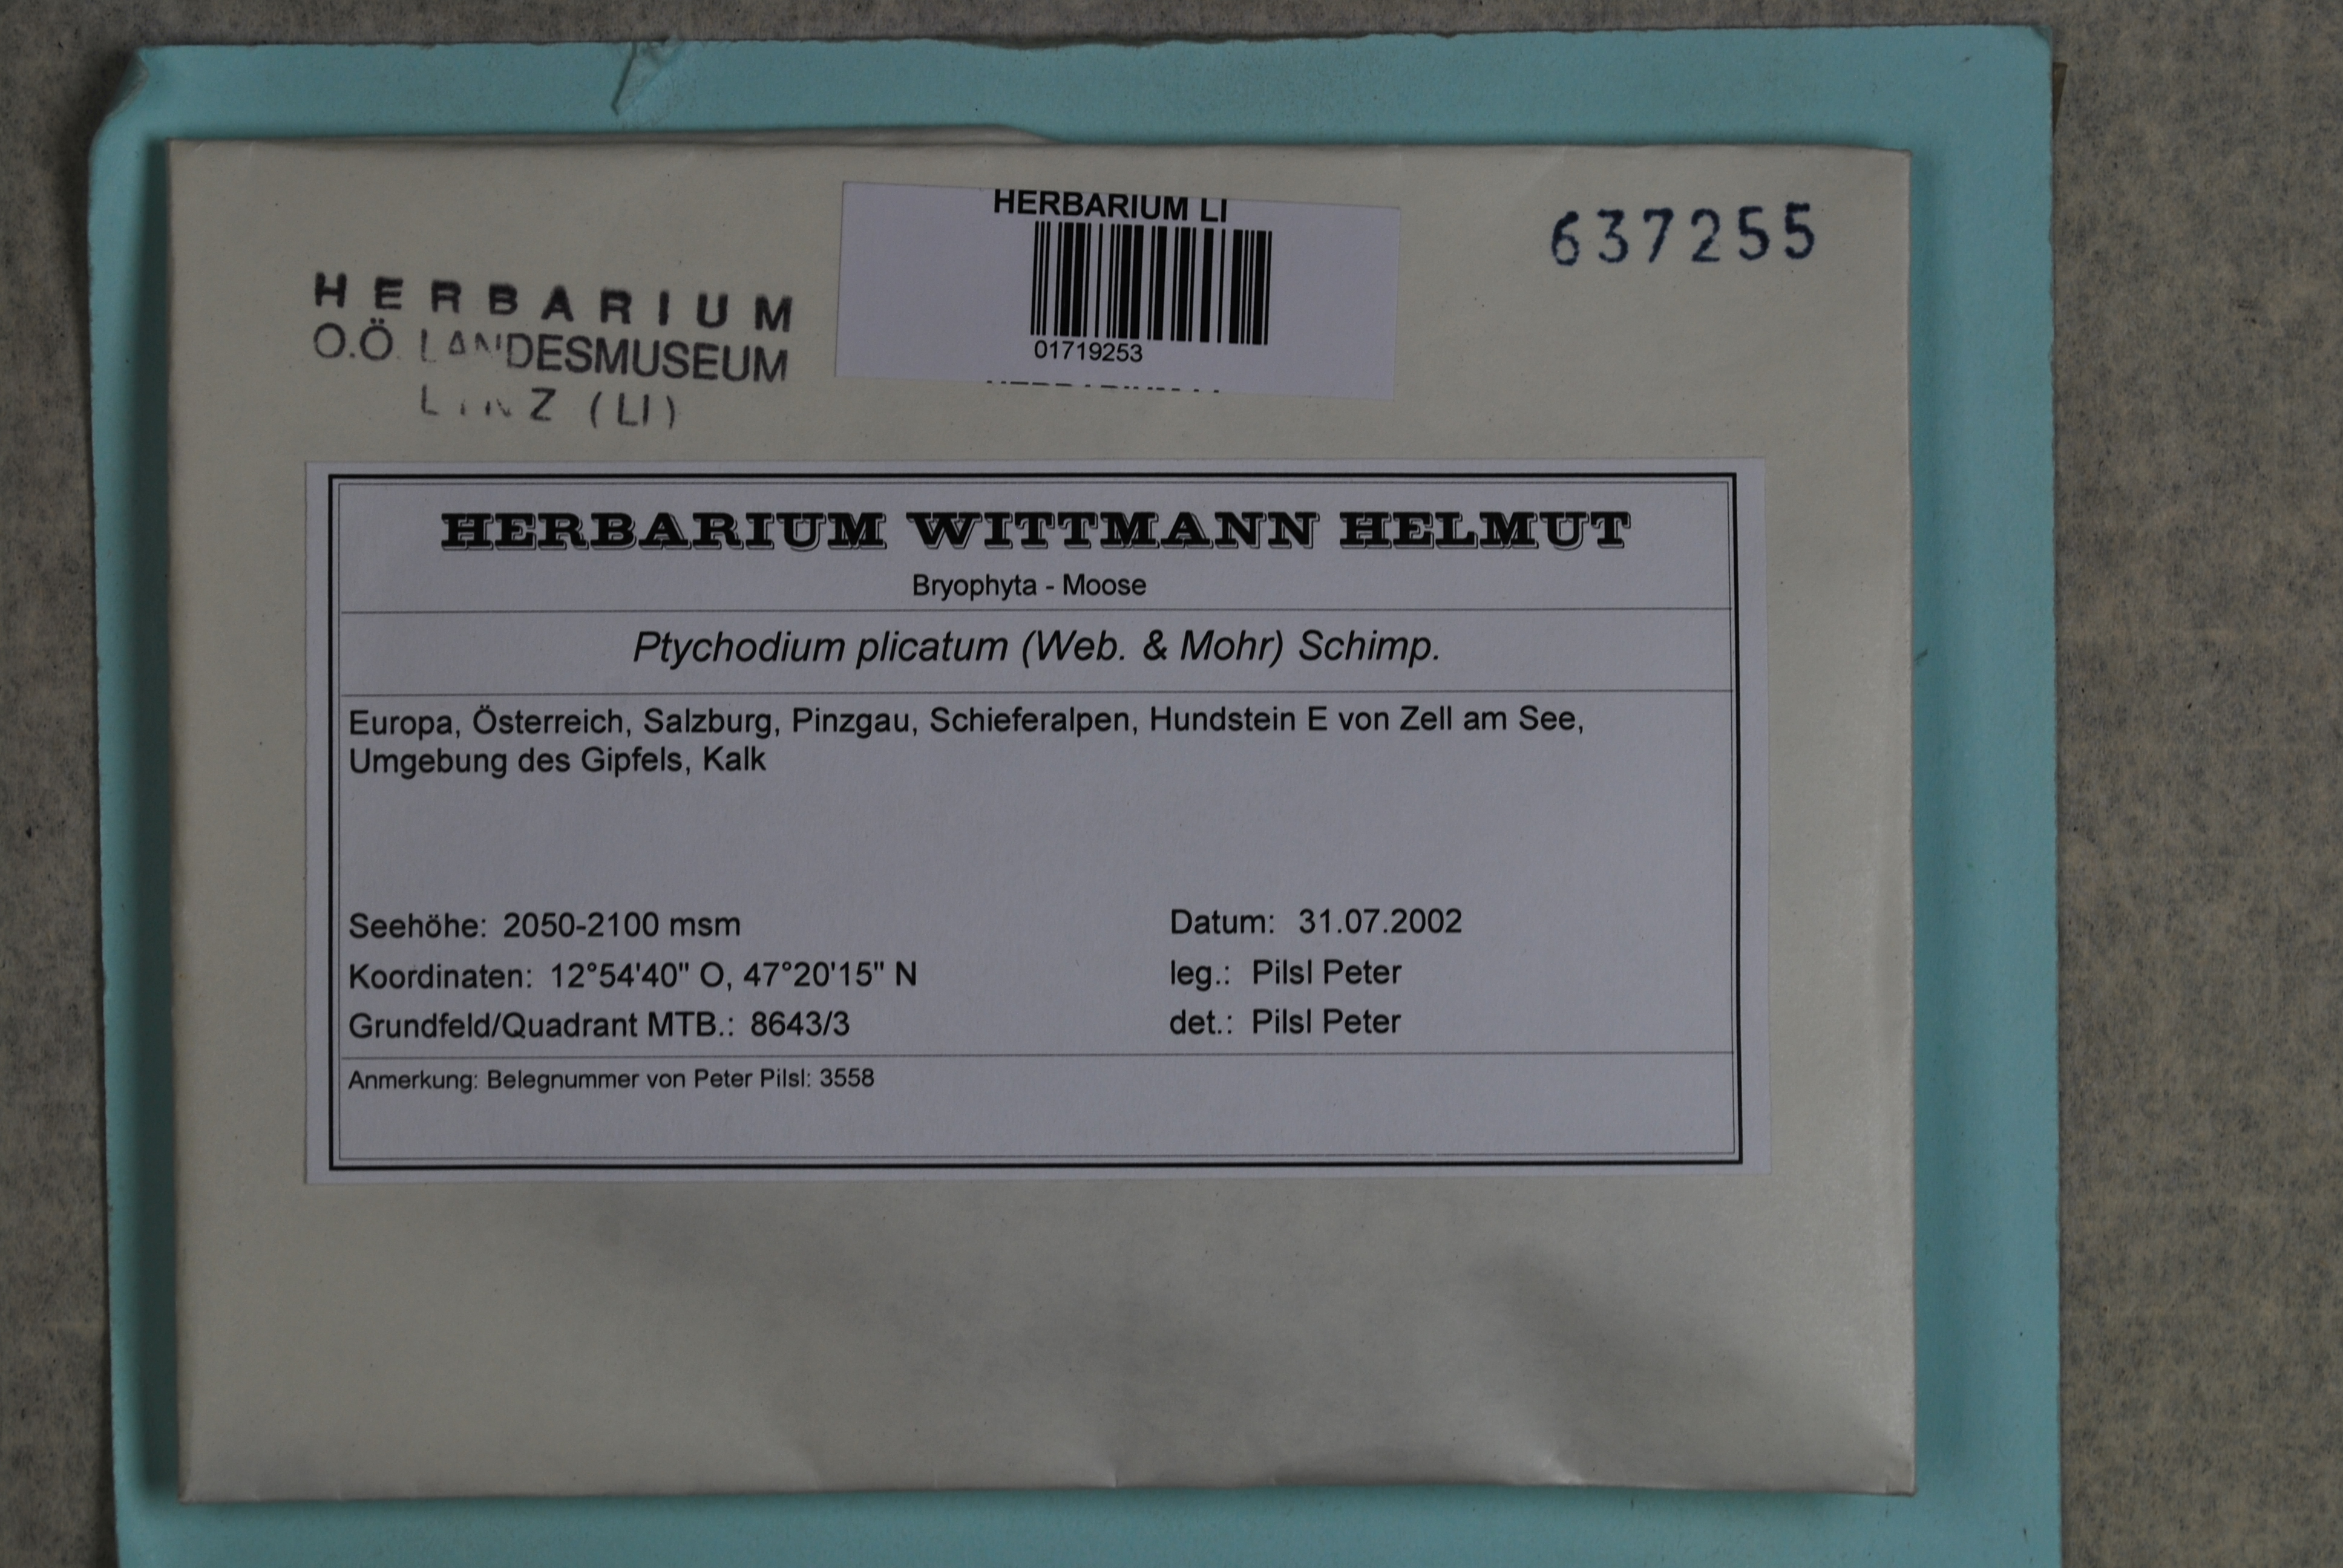 HERBARIUM LI
01719253
637255
HERBARIUM
O.Ö. LANDESMUSEUM
LINZ (LI)
HERBARIUM WITTMANN HELMUT
Bryophyta - Moose
Ptychodium plicatum (Web. & Mohr) Schimp.
Europa, Österreich, Salzburg, Pinzgau, Schieferalpen, Hundstein E von Zell am See,
Umgebung des Gipfels, Kalk
Seehöhe: 2050-2100 msm
Datum: 31.07.2002
Koordinaten: 12°54'40" O, 47°20'15" N
leg.: Pilsl Peter
Grundfeld/Quadrant MTB.: 8643/3
det.: Pilsl Peter
Anmerkung: Belegnummer von Peter Pilsl: 3558